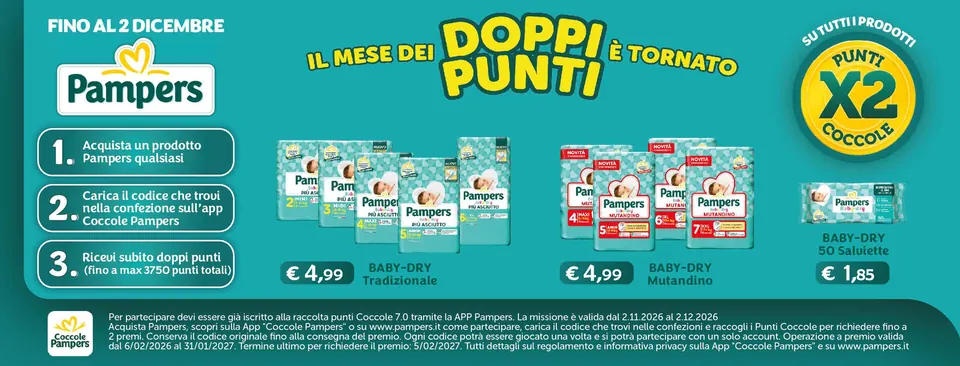 FINO AL 2 DICEMBRE
Pampers
IL MESE DEI DOPPI PUNTI È TORNATO
SU TUTTI I PRODOTTI
PUNTI
X2
COCCOLE
1. Acquista un prodotto
Pampers qualsiasi
2. Carica il codice che trovi
nella confezione sull'app
Coccole Pampers
3. Ricevi subito doppi punti
(fino a max 3750 punti totali)
Pampers
PIÙ ASCIUTTO
NOVITÀ
Pampers
MUTANDINO
Pampers
€ 4,99
BABY-DRY
Tradizionale
€ 4,99
BABY-DRY
Mutandino
BABY-DRY
50 Salviette
€ 1,85
Coccole
Pampers
Per partecipare devi essere già iscritto alla raccolta punti Coccole 7.0 tramite la APP Pampers. La missione è valida dal 2.11.2026 al 2.12.2026
Acquista Pampers, scopri sulla App "Coccole Pampers" o su www.pampers.it come partecipare, carica il codice che trovi nelle confezioni e raccogli i Punti Coccole per richiedere fino a
2 premi. Conserva il codice originale fino alla consegna del premio. Ogni codice potrà essere giocato una volta e si potrà partecipare con un solo account. Operazione a premio valida
dal 6/02/2026 al 31/01/2027. Termine ultimo per richiedere il premio: 5/02/2027. Tutti dettagli sul regolamento e informativa privacy sulla App "Coccole Pampers" e su www.pampers.it